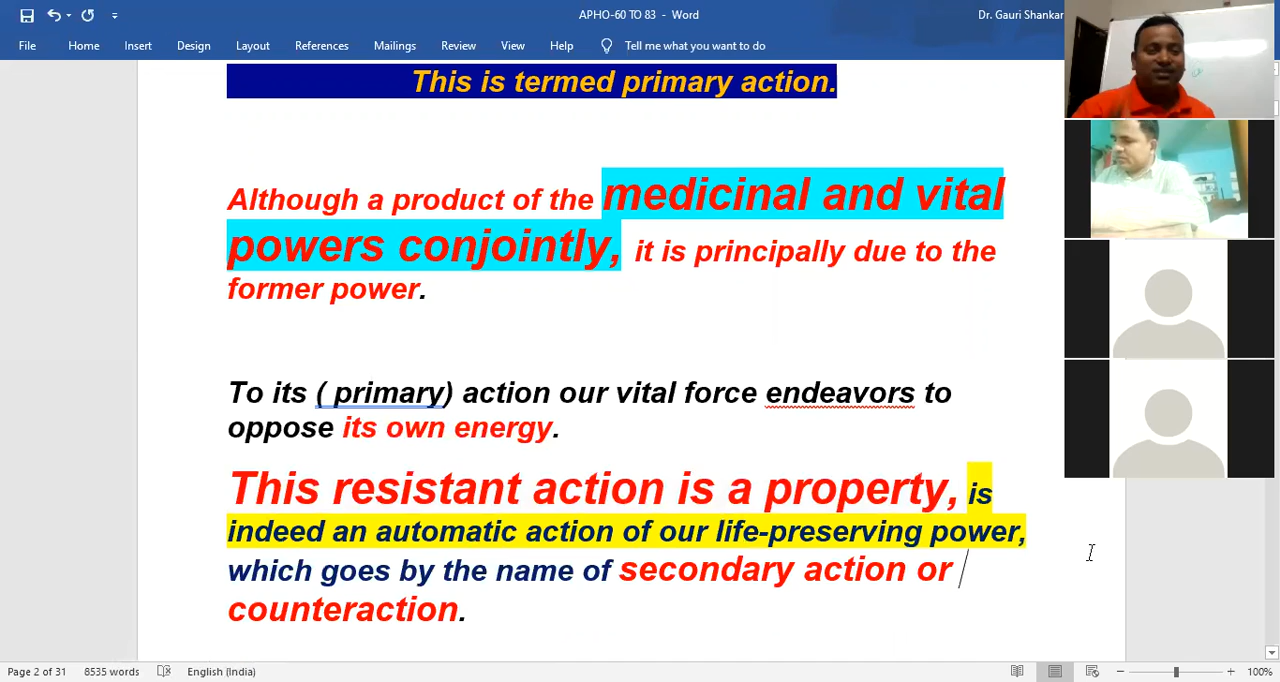 APHO-60 TO 83 - Word
Dr. Gauri Shankar
File Home Insert Design Layout References Mailings Review View Help Tell me what you want to do
This is termed primary action.
Although a product of the medicinal and vital
powers conjointly, it is principally due to the
former power.
To its ( primary) action our vital force endeavors to
oppose its own energy.
This resistant action is a property, is
indeed an automatic action of our life-preserving power,
which goes by the name of secondary action or
counteraction.
Page 2 of 31 8535 words English (India) 100%